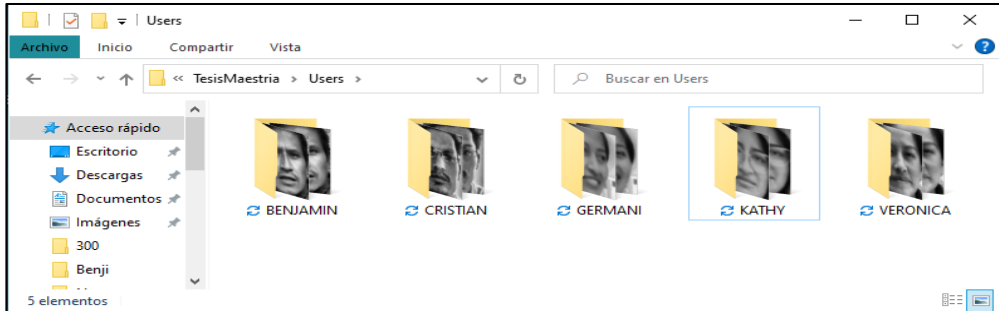 Users
Archivo Inicio Compartir Vista
« TesisMaestria > Users > Buscar en Users
Acceso rápido
Escritorio
Descargas
Documentos
Imágenes
300
Benji
BENJAMIN CRISTIAN GERMANI KATHY VERONICA
5 elementos